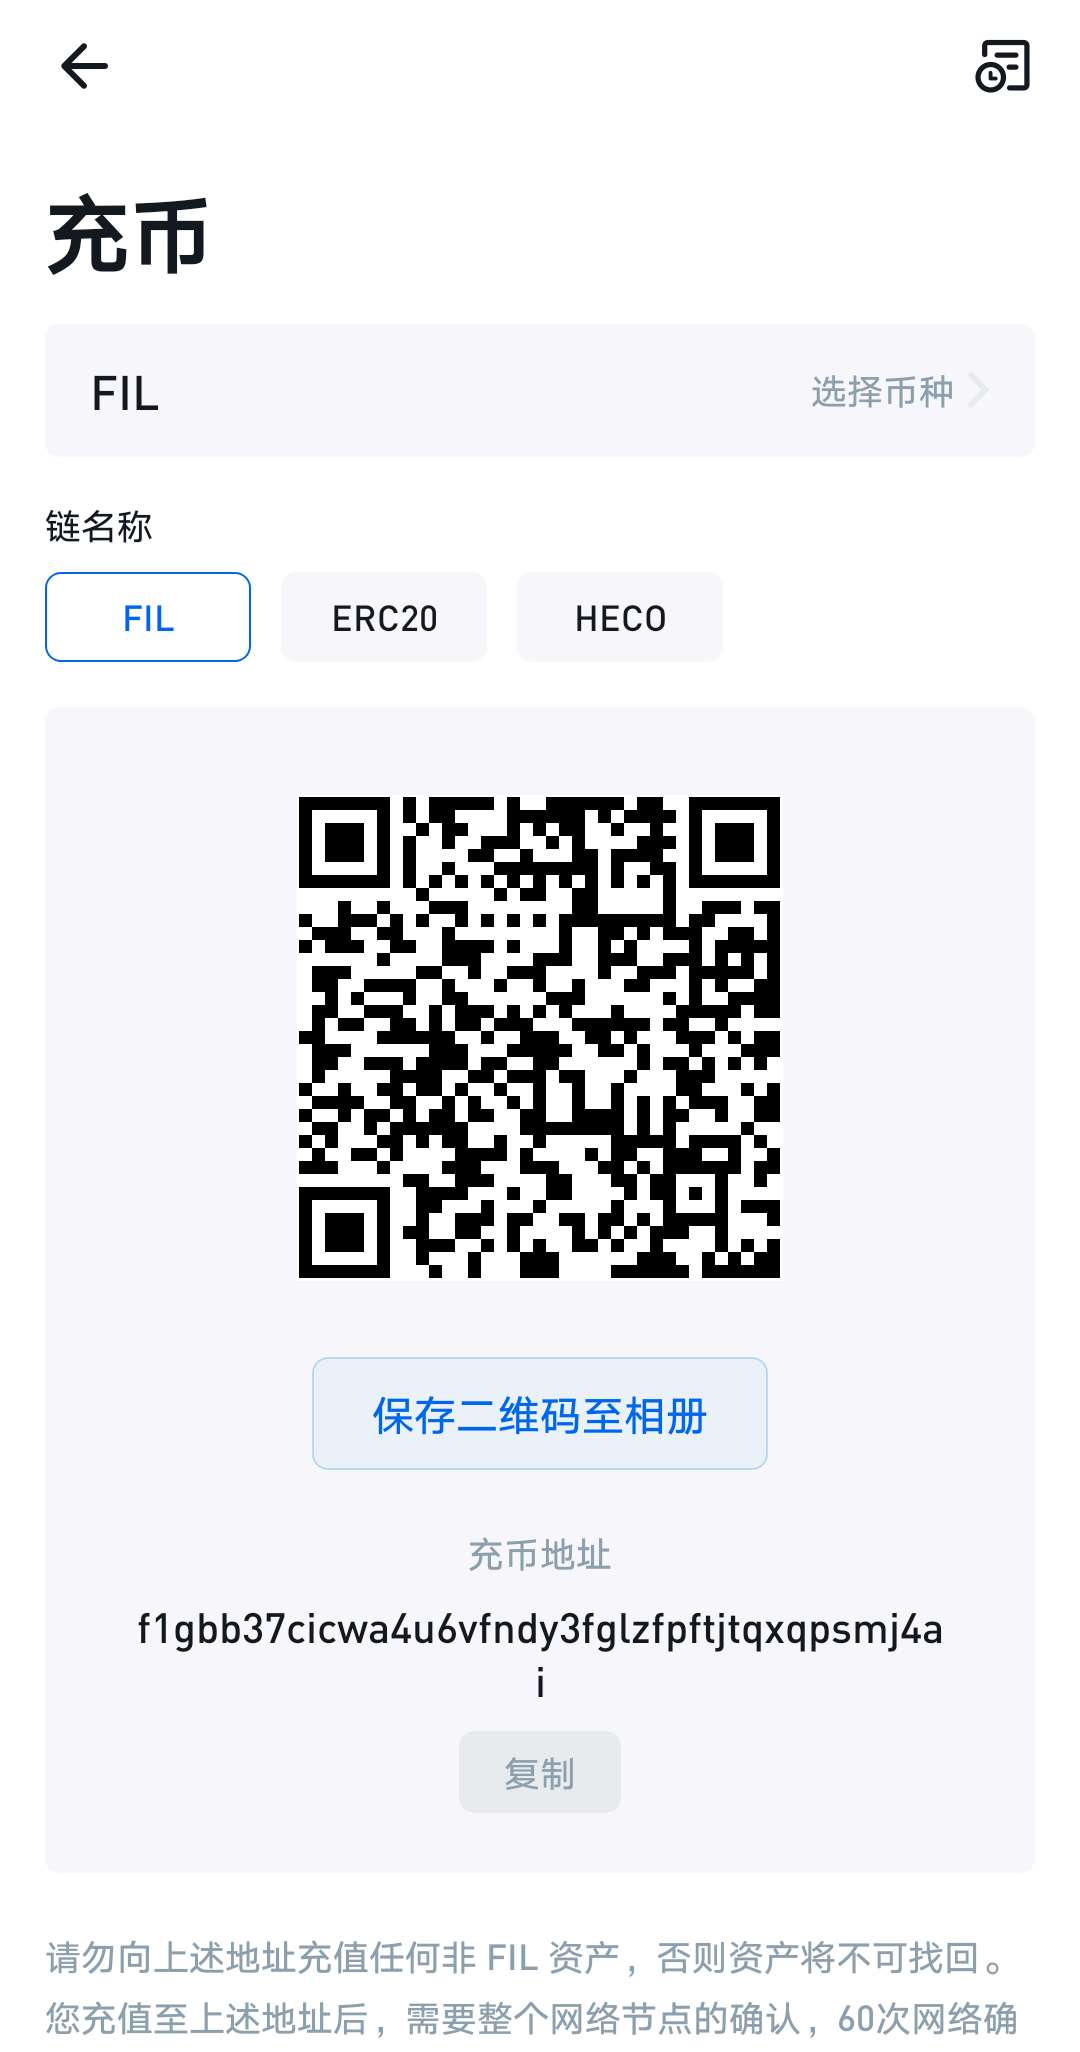 充币
FIL 选择币种
链名称
FIL ERC20 HECO
保存二维码至相册
充币地址
f1gbb37cicwa4u6vfndy3fglzfpftjtqxqpsmj4a
i
复制
请勿向上述地址充值任何非 FIL 资产，否则资产将不可找回。
您充值至上述地址后，需要整个网络节点的确认，60次网络确